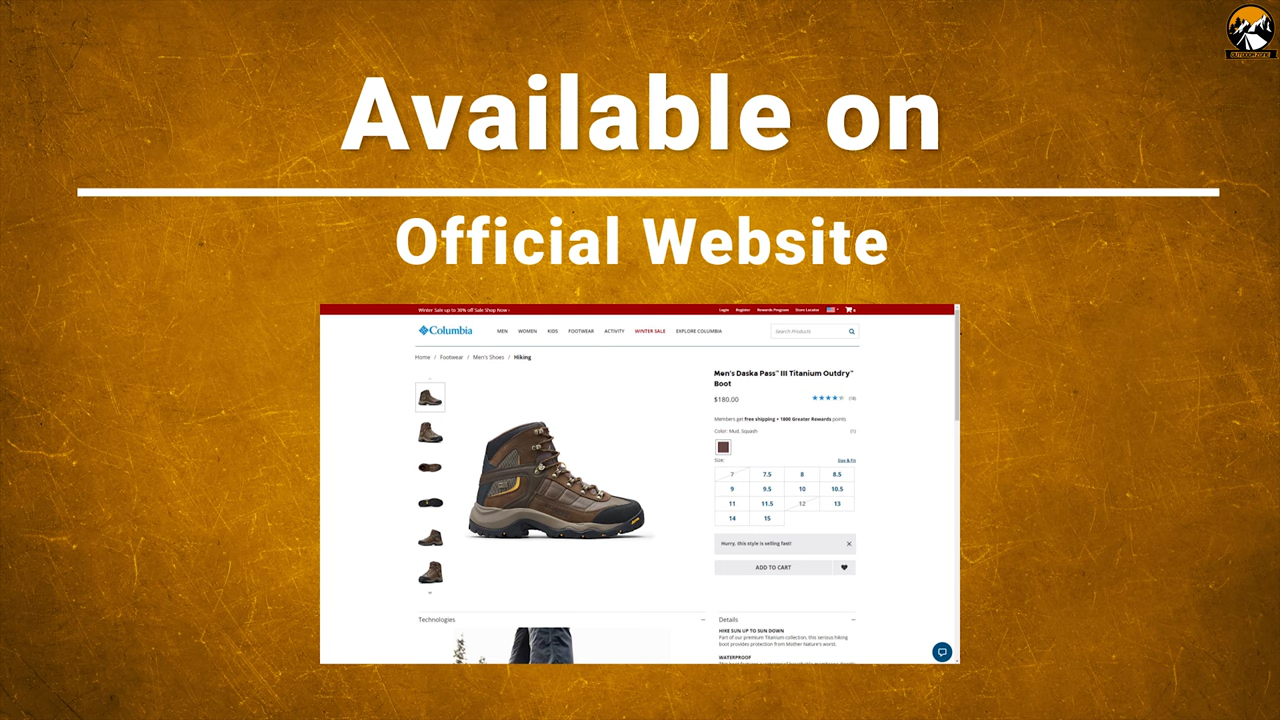 OUTDOOR ZONE
Available on
Official Website
Winter Sale up to 30% off Sale Shop Now ›
Login Register Rewards Program Store Locator
Columbia
MEN WOMEN KIDS FOOTWEAR ACTIVITY WINTER SALE EXPLORE COLUMBIA
Search Products
Home / Footwear / Men's Shoes / Hiking
Men's Daska Pass™ III Titanium Outdry™
Boot
$180.00
Members get free shipping + 1800 Greater Rewards points
Color: Mud, Squash
Size:
Size & Fit
7 7.5 8 8.5
9 9.5 10 10.5
11 11.5 12 13
14 15
Hurry, this style is selling fast!
ADD TO CART
Technologies
Details
HIKE SUN UP TO SUN DOWN
Part of our premium Titanium collection, this serious hiking
boot provides protection from Mother Nature's worst.
WATERPROOF